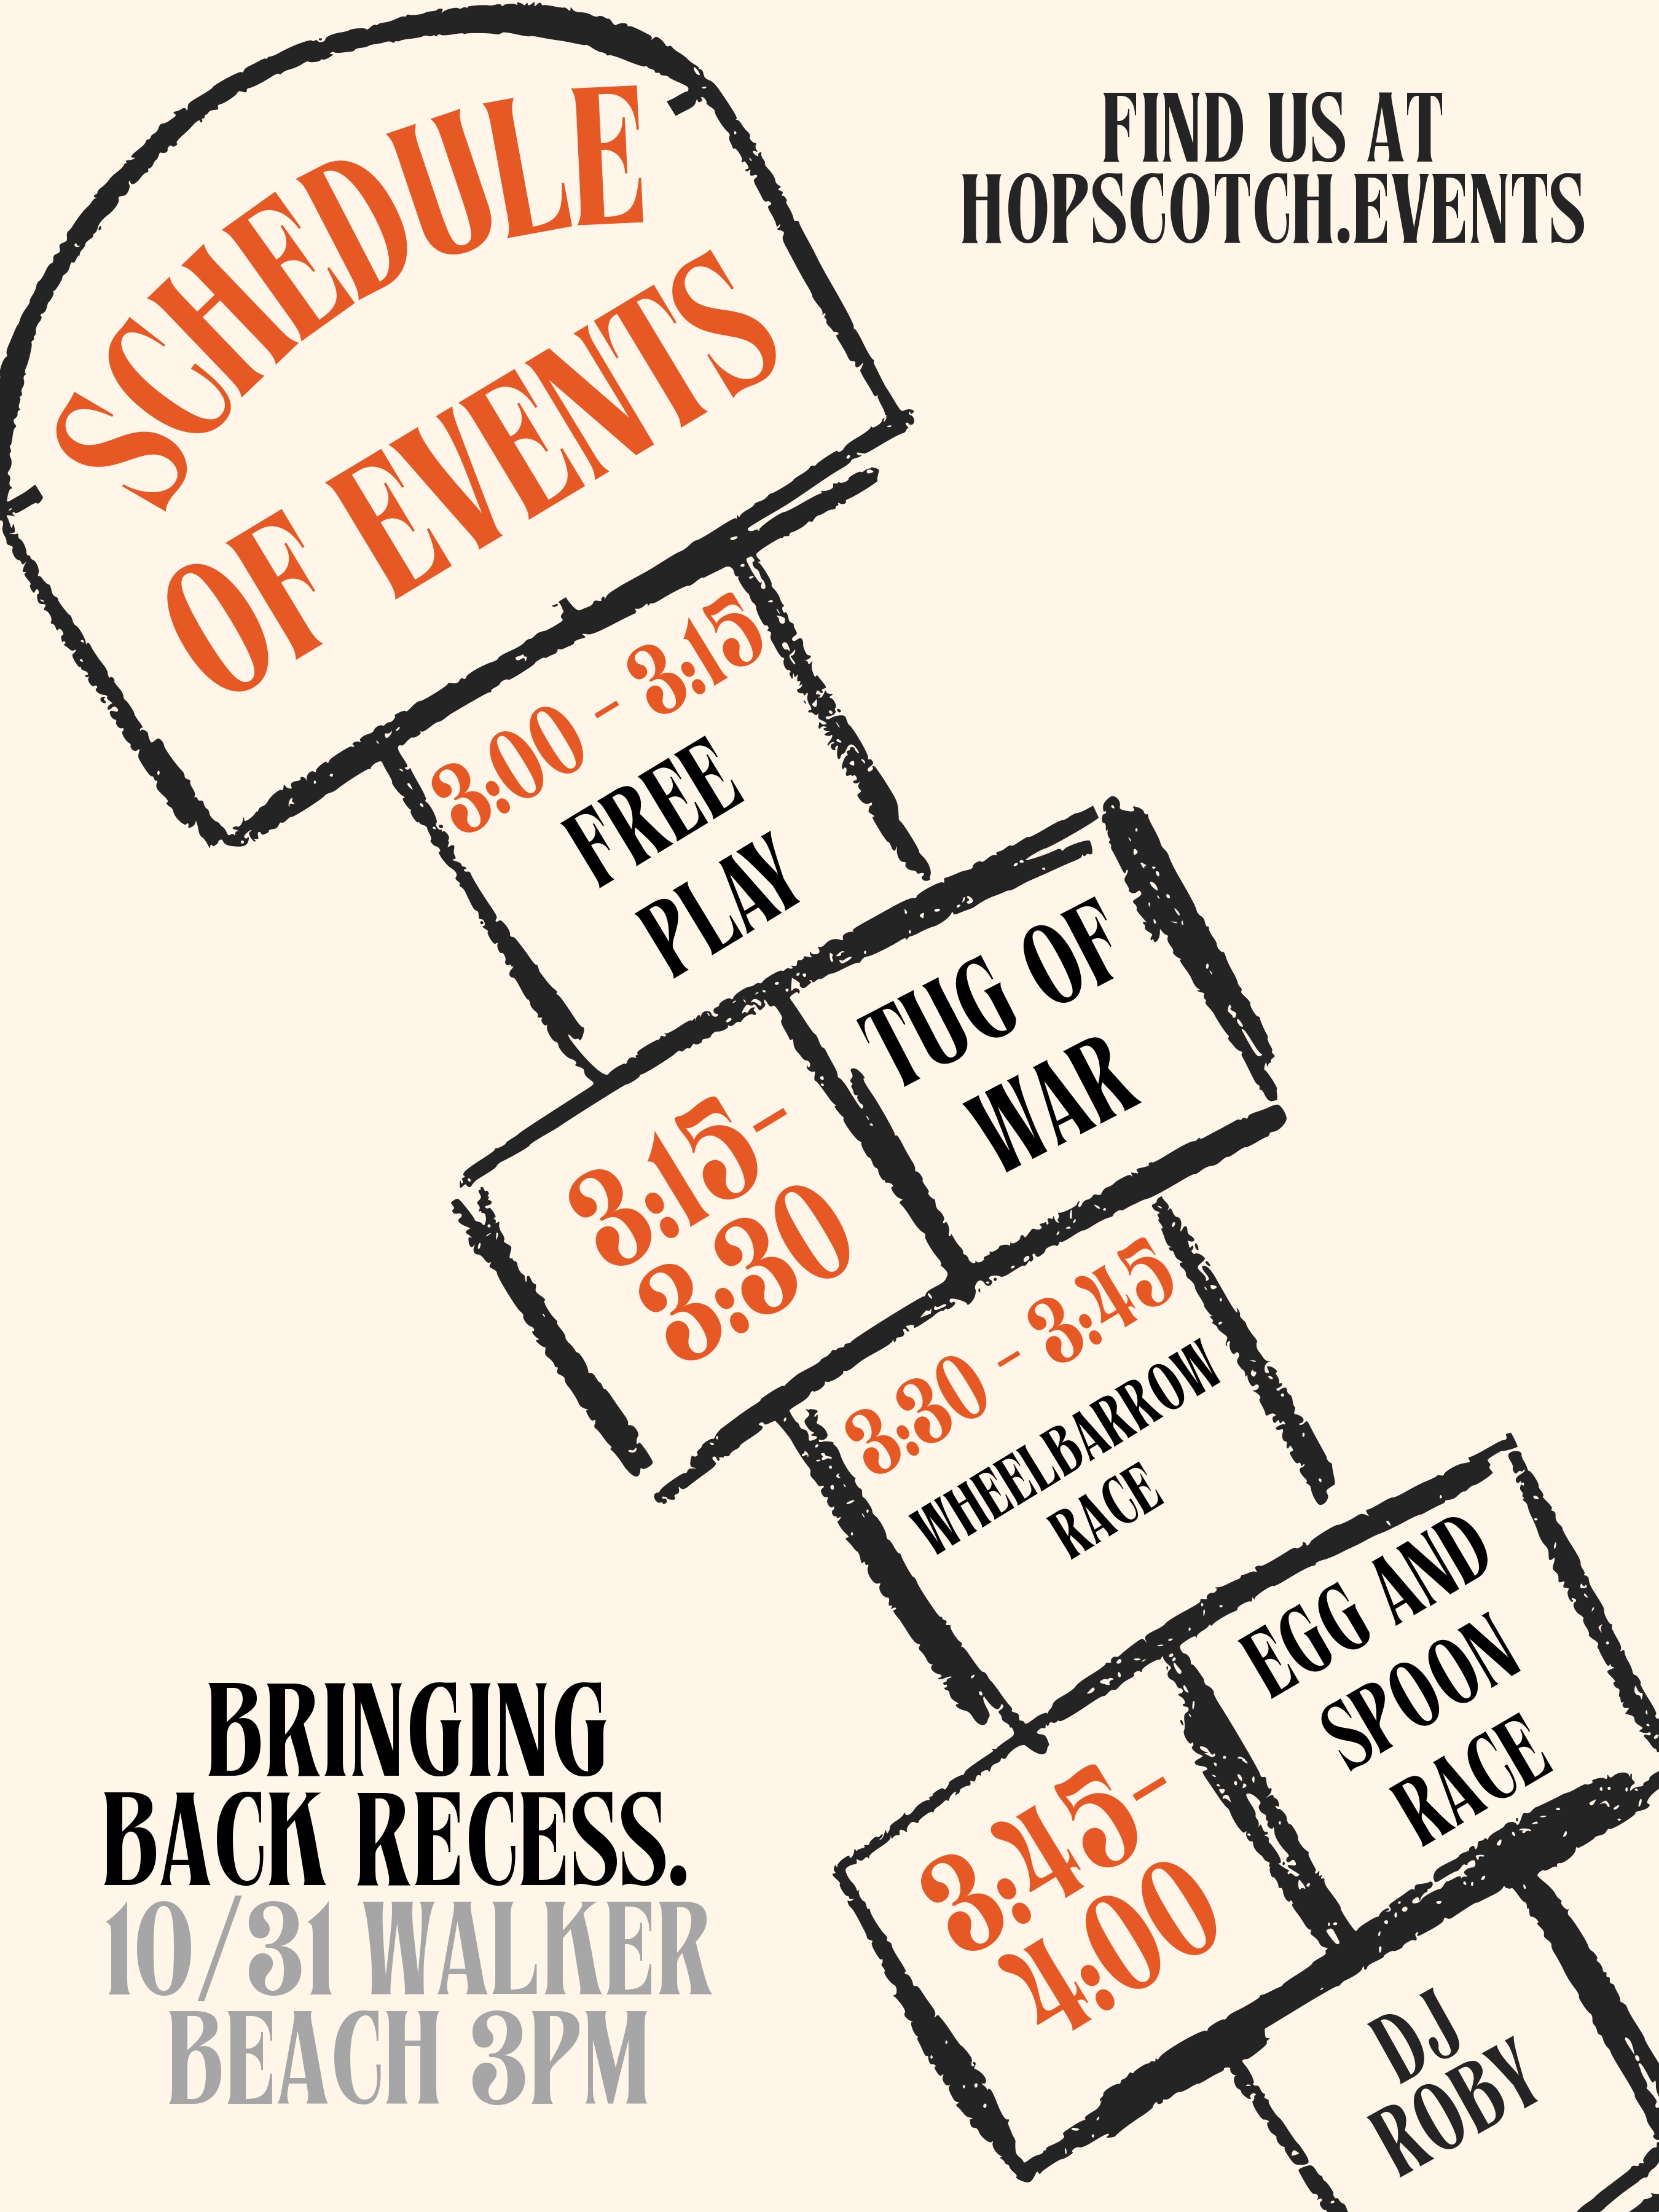 SCHEDULE
OF EVENTS
FIND US AT
HOPSCOTCH.EVENTS
3:00 – 3:15
FREE
PLAY
3:15–
3:30
TUG OF
WAR
3:30 – 3:45
WHEELBARROW
RACE
3:45–
4:00
EGG AND
SPOON
RACE
DJ
ROBY
BRINGING
BACK RECESS.
10/31 WALKER
BEACH 3PM